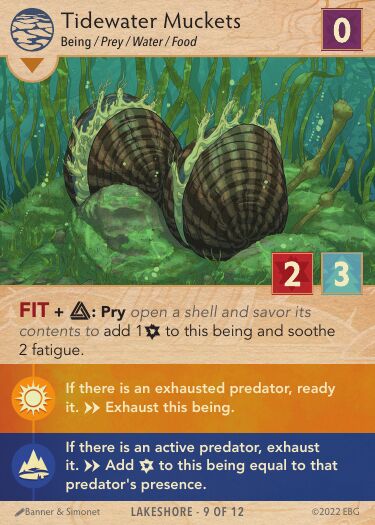 Tidewater Muckets
Being / Prey / Water / Food
0
2 3
FIT + : Pry open a shell and savor its
contents to add 1 to this being and soothe
2 fatigue.
If there is an exhausted predator, ready
it. Exhaust this being.
If there is an active predator, exhaust
it. Add to this being equal to that
predator's presence.
Banner & Simonet LAKESHORE - 9 OF 12 ©2022 EBG